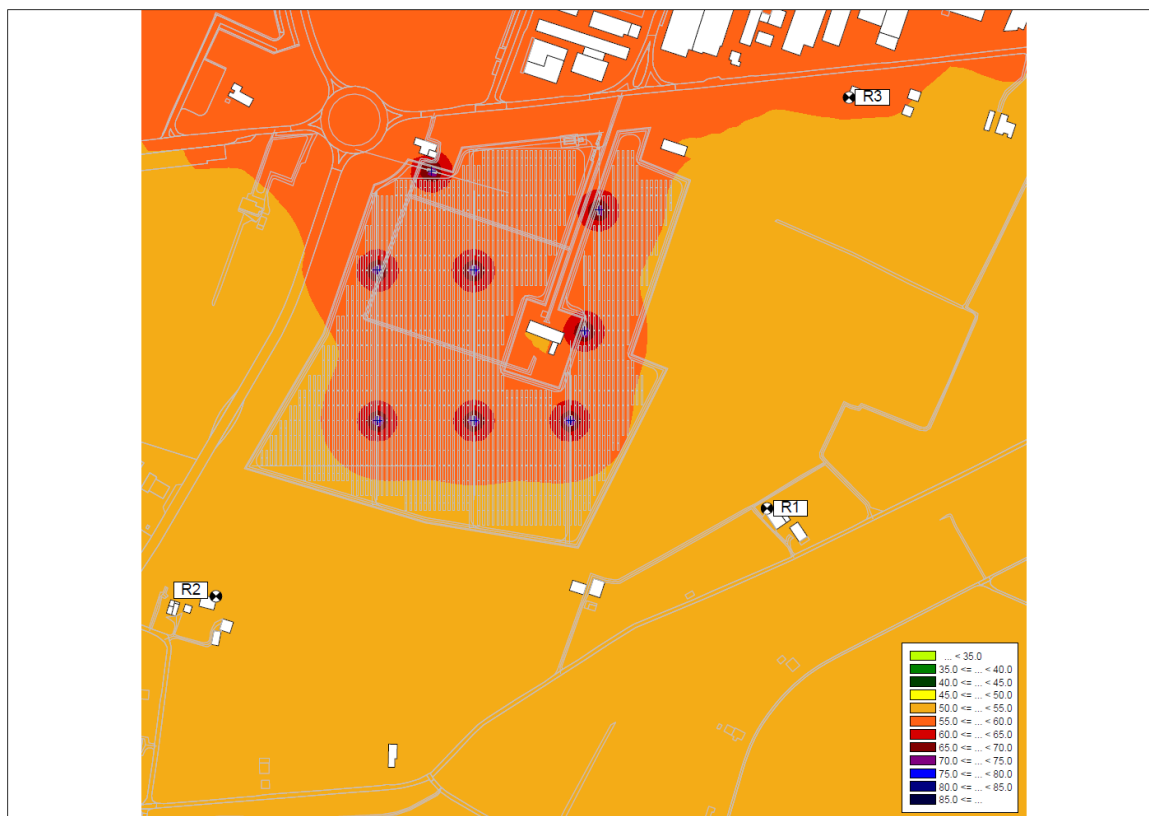 R3
R1
R2
... < 35.0
35.0 <= ... < 40.0
40.0 <= ... < 45.0
45.0 <= ... < 50.0
50.0 <= ... < 55.0
55.0 <= ... < 60.0
60.0 <= ... < 65.0
65.0 <= ... < 70.0
70.0 <= ... < 75.0
75.0 <= ... < 80.0
80.0 <= ... < 85.0
85.0 <= ...